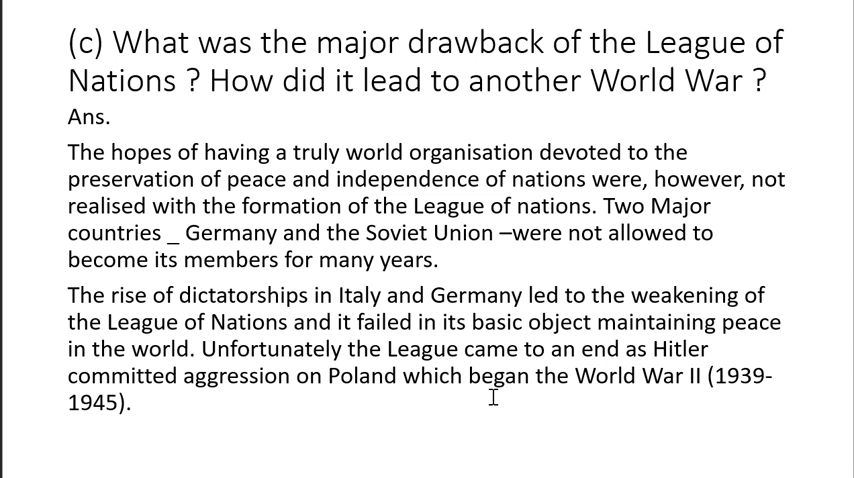 (c) What was the major drawback of the League of
Nations ? How did it lead to another World War ?
Ans.
The hopes of having a truly world organisation devoted to the
preservation of peace and independence of nations were, however, not
realised with the formation of the League of nations. Two Major
countries _ Germany and the Soviet Union –were not allowed to
become its members for many years.
The rise of dictatorships in Italy and Germany led to the weakening of
the League of Nations and it failed in its basic object maintaining peace
in the world. Unfortunately the League came to an end as Hitler
committed aggression on Poland which began the World War II (1939-
1945).